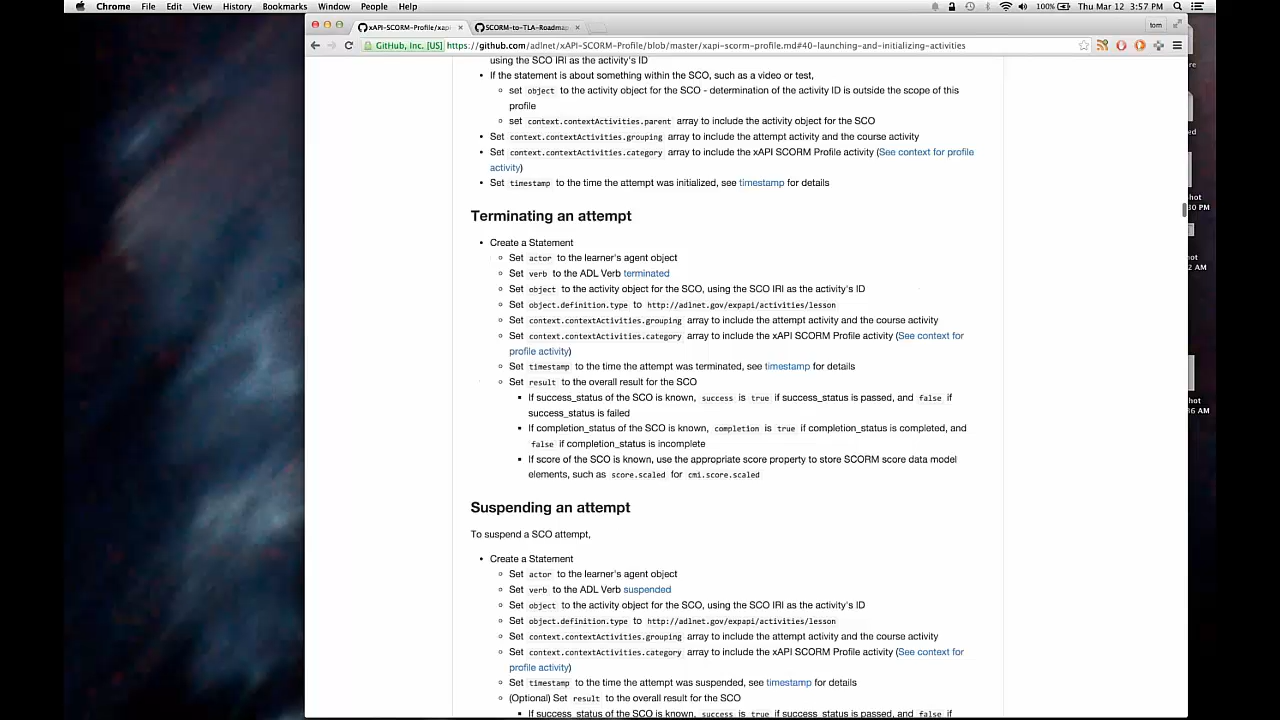 Chrome File Edit View History Bookmarks Window People Help 100% Thu Mar 12 3:57 PM
xAPI-SCORM-Profile/xapi SCORM-to-TLA-Roadmap tom
GitHub, Inc. [US] https://github.com/adlnet/xAPI-SCORM-Profile/blob/master/xapi-scorm-profile.md#40-launching-and-initializing-activities
using the SCO IRI as the activity's ID
If the statement is about something within the SCO, such as a video or test,
set object to the activity object for the SCO - determination of the activity ID is outside the scope of this
profile
set context.contextActivities.parent array to include the activity object for the SCO
Set context.contextActivities.grouping array to include the attempt activity and the course activity
Set context.contextActivities.category array to include the xAPI SCORM Profile activity (See context for profile
activity)
Set timestamp to the time the attempt was initialized, see timestamp for details
Terminating an attempt
Create a Statement
Set actor to the learner's agent object
Set verb to the ADL Verb terminated
Set object to the activity object for the SCO, using the SCO IRI as the activity's ID
Set object.definition.type to http://adlnet.gov/expapi/activities/lesson
Set context.contextActivities.grouping array to include the attempt activity and the course activity
Set context.contextActivities.category array to include the xAPI SCORM Profile activity (See context for
profile activity)
Set timestamp to the time the attempt was terminated, see timestamp for details
Set result to the overall result for the SCO
If success_status of the SCO is known, success is true if success_status is passed, and false if
success_status is failed
If completion_status of the SCO is known, completion is true if completion_status is completed, and
false if completion_status is incomplete
If score of the SCO is known, use the appropriate score property to store SCORM score data model
elements, such as score.scaled for cmi.score.scaled
Suspending an attempt
To suspend a SCO attempt,
Create a Statement
Set actor to the learner's agent object
Set verb to the ADL Verb suspended
Set object to the activity object for the SCO, using the SCO IRI as the activity's ID
Set object.definition.type to http://adlnet.gov/expapi/activities/lesson
Set context.contextActivities.grouping array to include the attempt activity and the course activity
Set context.contextActivities.category array to include the xAPI SCORM Profile activity (See context for
profile activity)
Set timestamp to the time the attempt was suspended, see timestamp for details
(Optional) Set result to the overall result for the SCO
If success_status of the SCO is known, success is true if success_status is passed, and false if